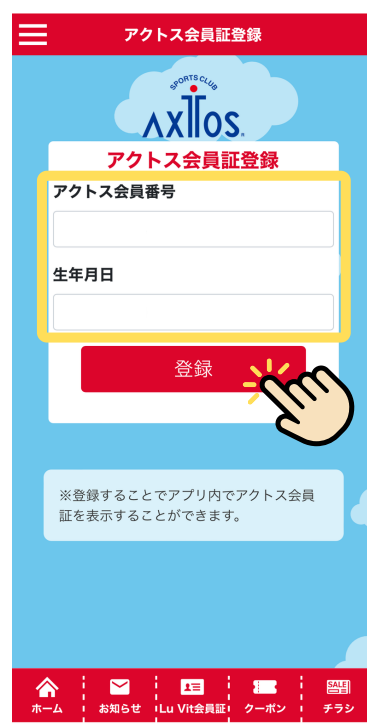 アクトス会員証登録
SPORTS CLUB
AXTOS.
アクトス会員証登録
アクトス会員番号
生年月日
登録
※登録することでアプリ内でアクトス会員
証を表示することができます。
SALE
ホーム
お知らせ
Lu Vit会員証
クーポン
チラシ